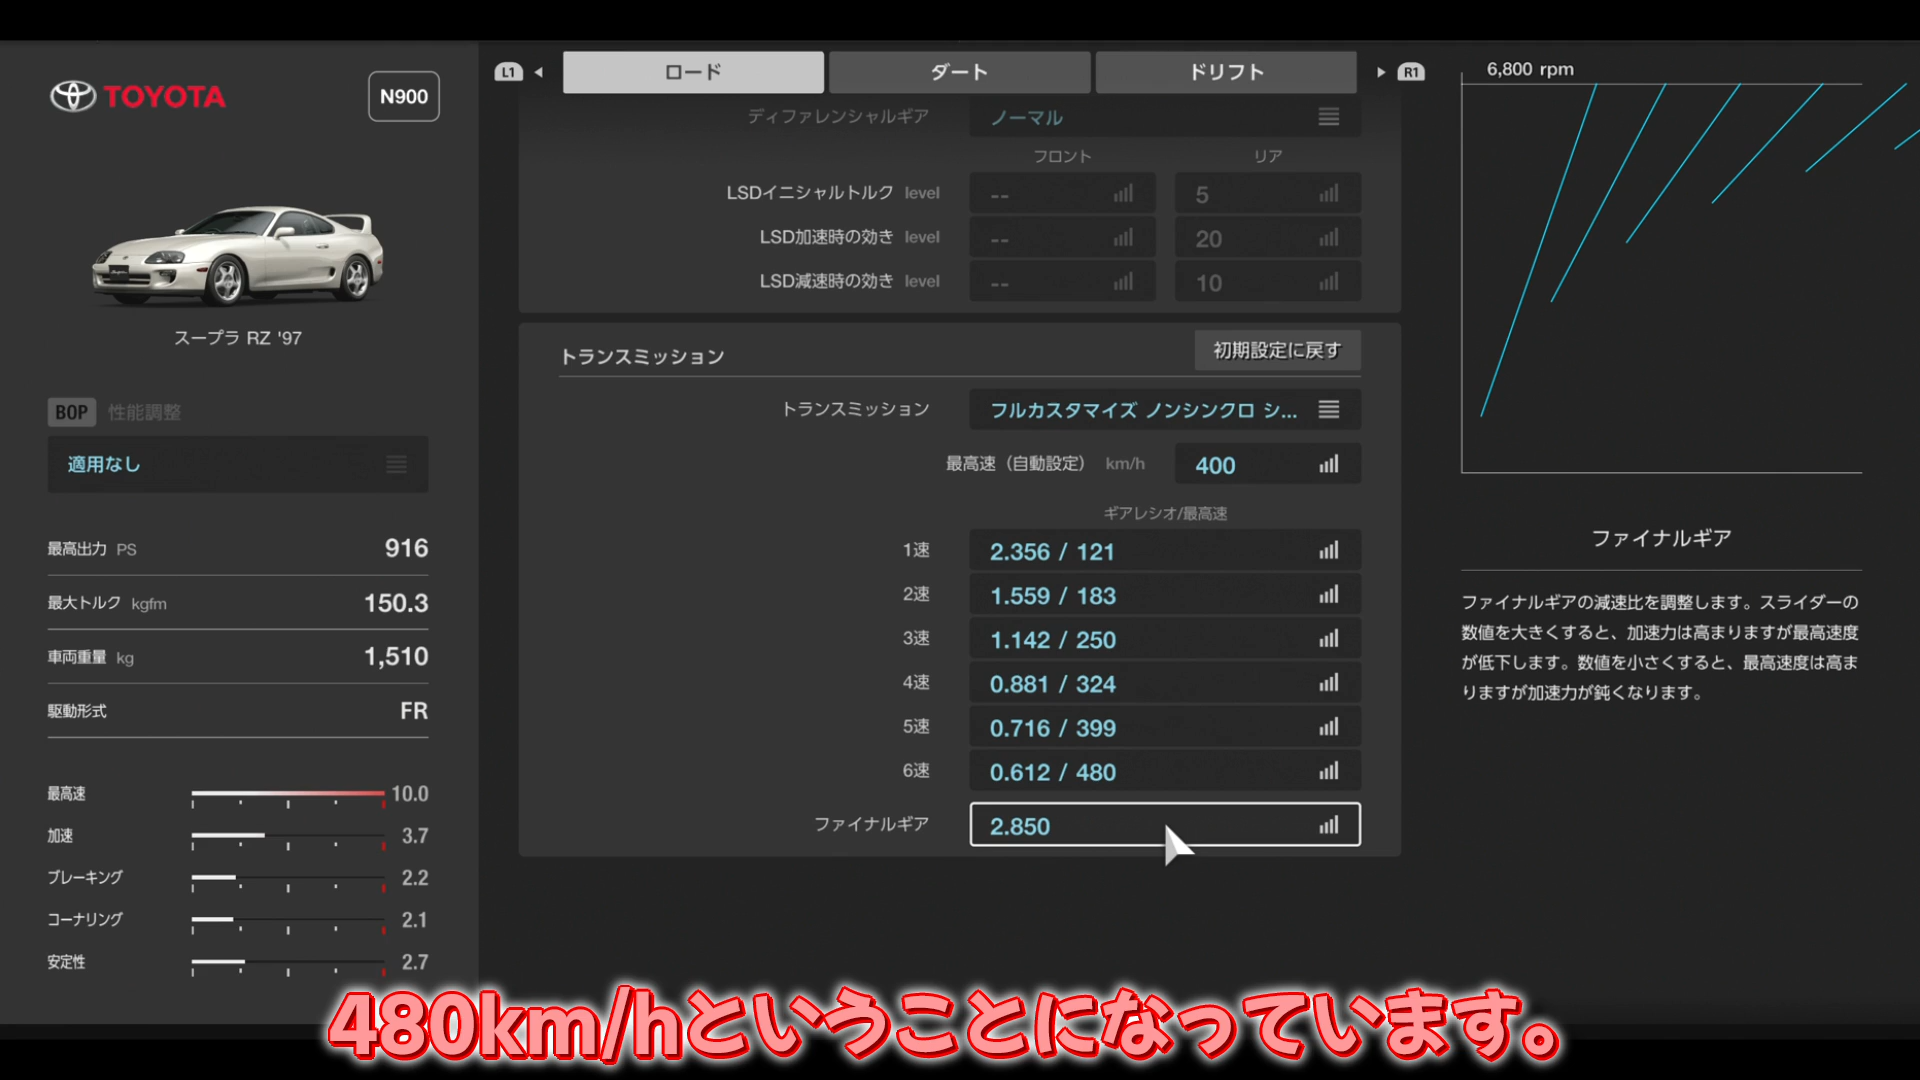 TOYOTA
N900
スープラ RZ '97
BOP 性能調整
適用なし
最高出力 PS 916
最大トルク kgfm 150.3
車両重量 kg 1,510
駆動形式 FR
最高速 10.0
加速 3.7
ブレーキング 2.2
コーナリング 2.1
安定性 2.7
L1 ロード ダート ドリフト R1
ディファレンシャルギア ノーマル
フロント リア
LSDイニシャルトルク level -- 5
LSD加速時の効き level -- 20
LSD減速時の効き level -- 10
トランスミッション 初期設定に戻す
トランスミッション フルカスタマイズ ノンシンクロ シ...
最高速（自動設定） km/h 400
ギアレシオ/最高速
1速 2.356 / 121
2速 1.559 / 183
3速 1.142 / 250
4速 0.881 / 324
5速 0.716 / 399
6速 0.612 / 480
ファイナルギア 2.850
6,800 rpm
ファイナルギア
ファイナルギアの減速比を調整します。スライダーの
数値を大きくすると、加速力は高まりますが最高速度
が低下します。数値を小さくすると、最高速度は高ま
りますが加速力が鈍くなります。
480km/hということになっています。